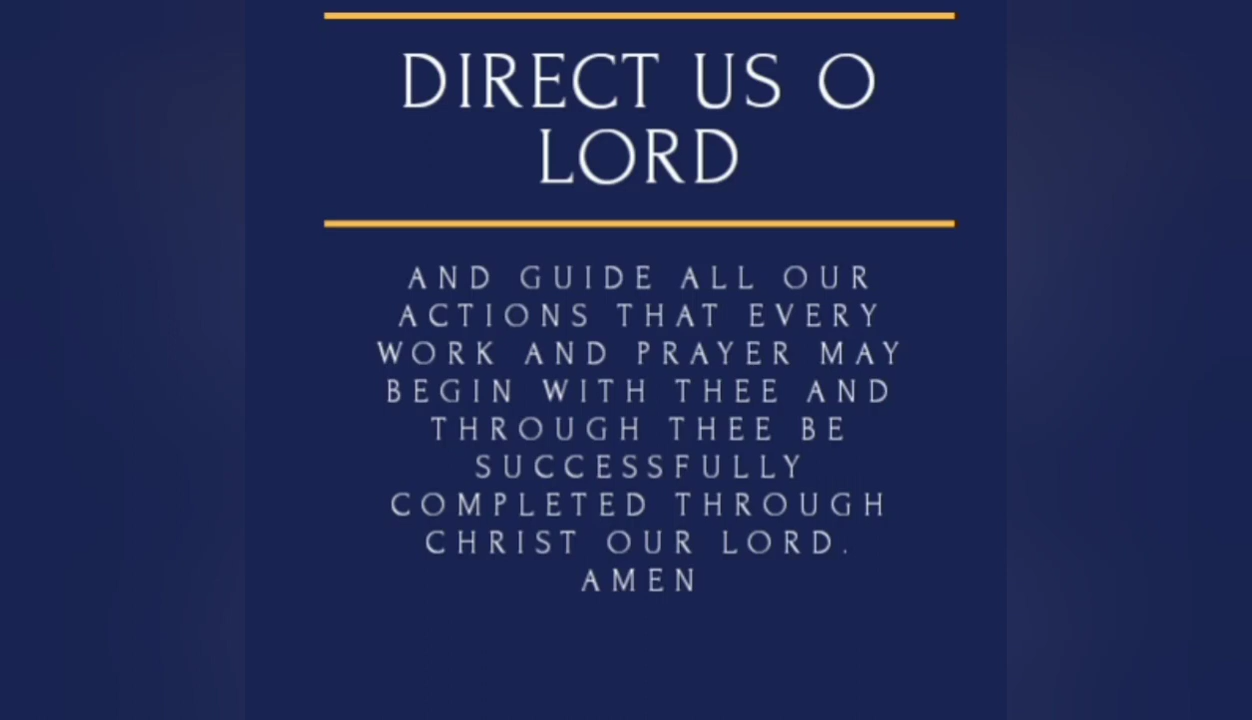 DIRECT US O
LORD
AND GUIDE ALL OUR
ACTIONS THAT EVERY
WORK AND PRAYER MAY
BEGIN WITH THEE AND
THROUGH THEE BE
SUCCESSFULLY
COMPLETED THROUGH
CHRIST OUR LORD.
AMEN